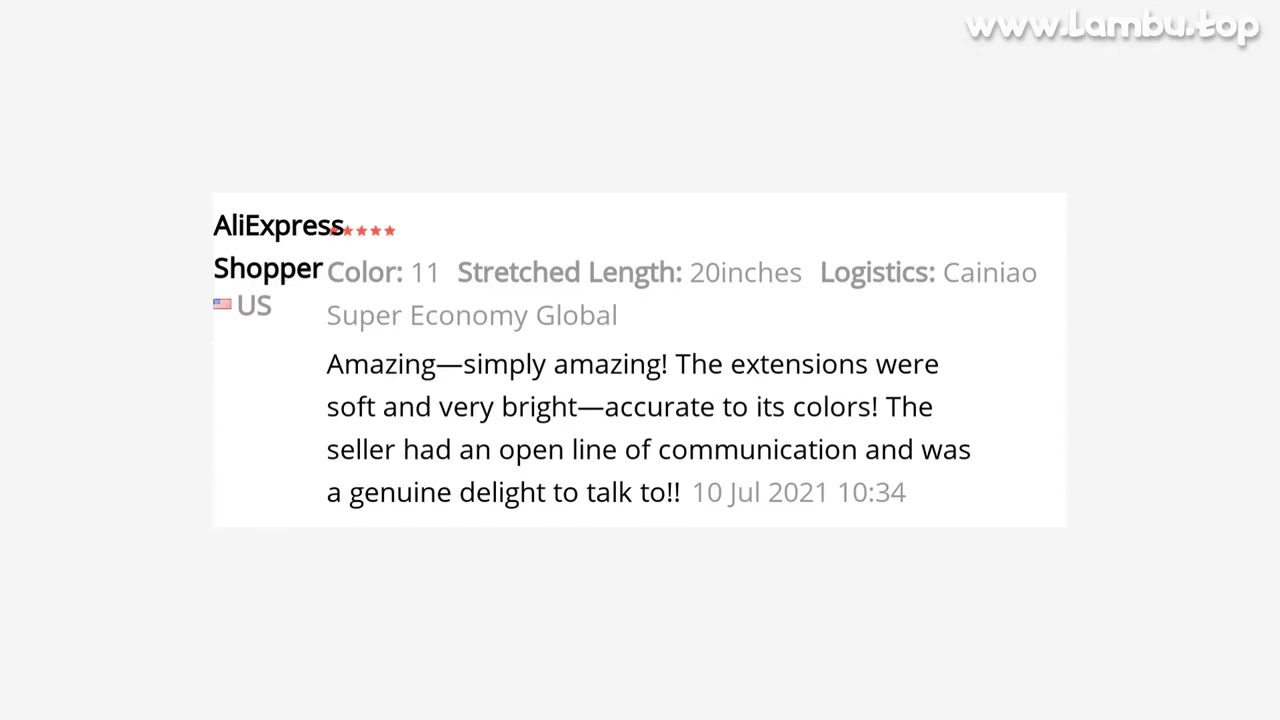 www.Lambu.top
AliExpress
Shopper
US
Color: 11 Stretched Length: 20inches Logistics: Cainiao
Super Economy Global
Amazing—simply amazing! The extensions were
soft and very bright—accurate to its colors! The
seller had an open line of communication and was
a genuine delight to talk to!! 10 Jul 2021 10:34